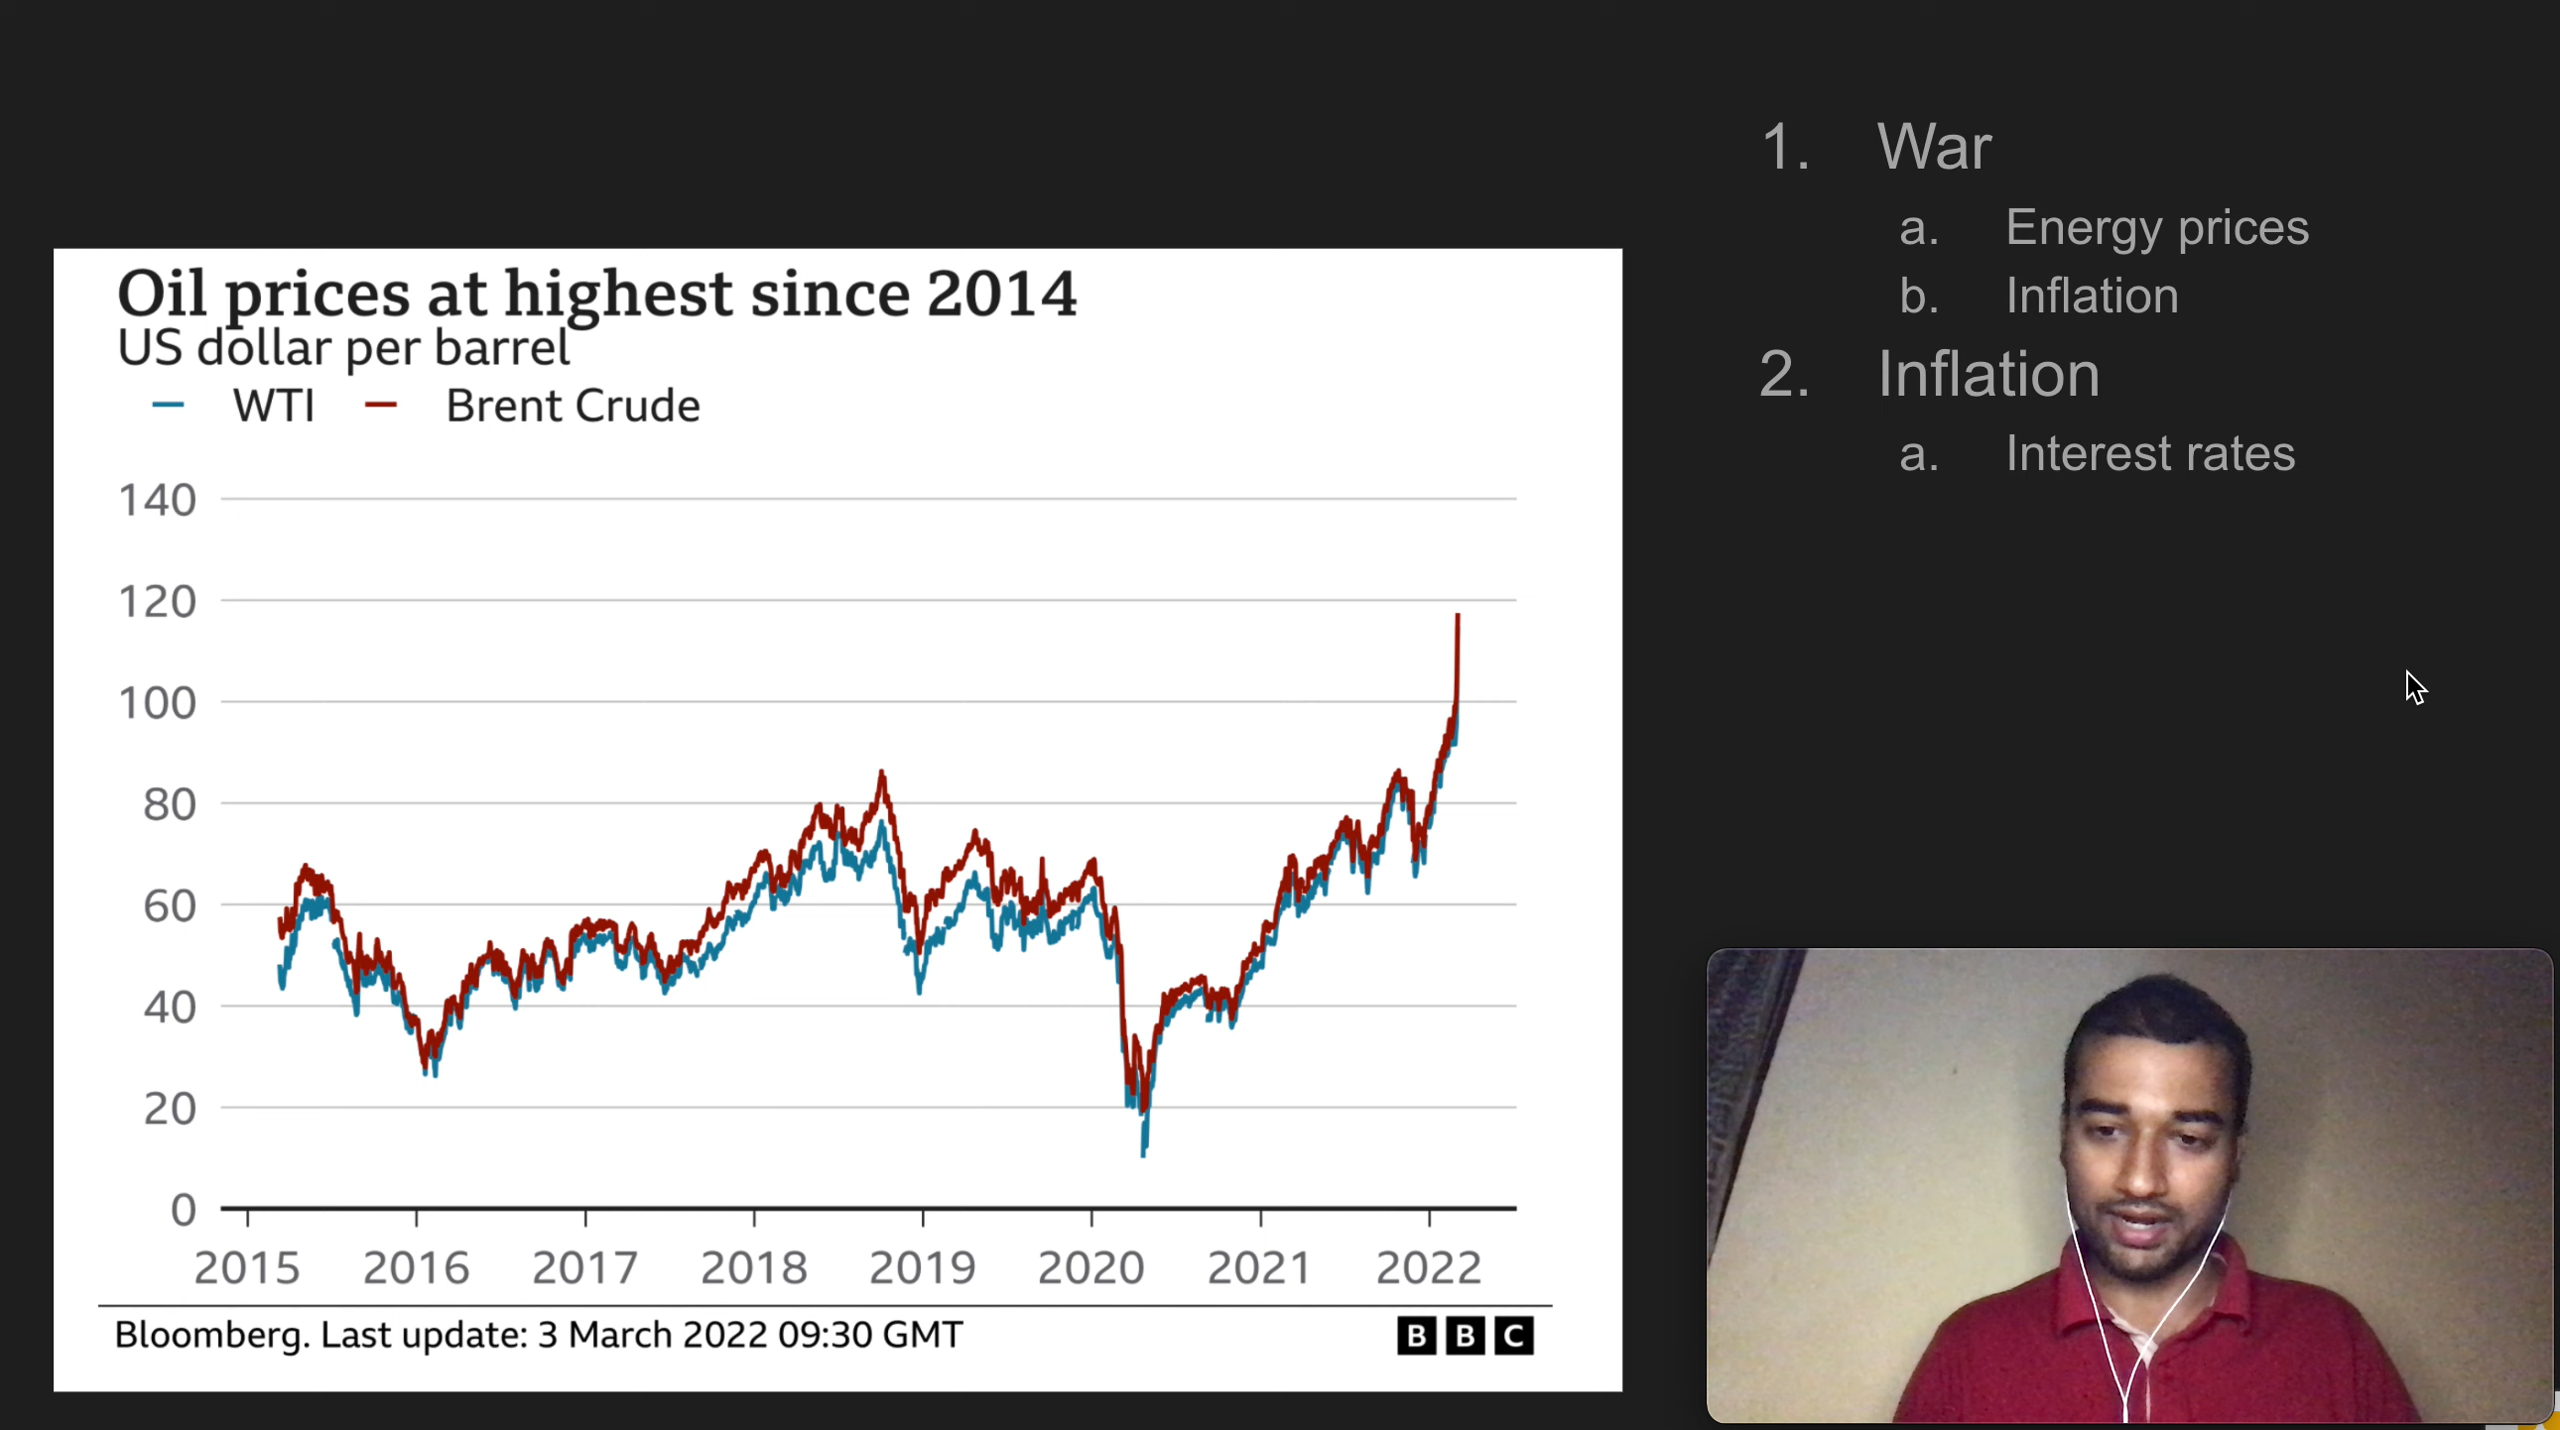 Oil prices at highest since 2014
US dollar per barrel
WTI Brent Crude
140
120
100
80
60
40
20
0
2015 2016 2017 2018 2019 2020 2021 2022
Bloomberg. Last update: 3 March 2022 09:30 GMT
BBC
1. War
a. Energy prices
b. Inflation
2. Inflation
a. Interest rates